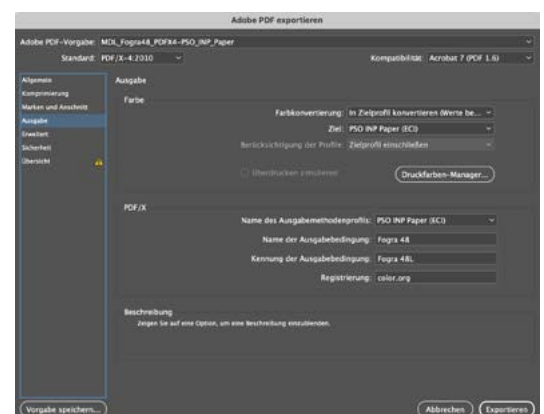 Adobe PDF exportieren
Adobe PDF-Vorgabe: MDL_Fogra48_PDFX4-PSO_INP_Paper
Standard: PDF/X-4:2010 Kompatibilität: Acrobat 7 (PDF 1.6)
Allgemein
Komprimierung
Marken und Anschnitt
Ausgabe
Erweitert
Sicherheit
Übersicht
Ausgabe
Farbe
Farbkonvertierung: In Zielprofil konvertieren (Werte be...
Ziel: PSO INP Paper (ECI)
Berücksichtigung der Profile: Zielprofil einschließen
Überdrucken simulieren
Druckfarben-Manager...
PDF/X
Name des Ausgabemethodenprofils: PSO INP Paper (ECI)
Name der Ausgabebedingung: Fogra 48
Kennung der Ausgabebedingung: Fogra 48L
Registrierung: color.org
Beschreibung
Zeigen Sie auf eine Option, um eine Beschreibung einzublenden.
Vorgabe speichern... Abbrechen Exportieren